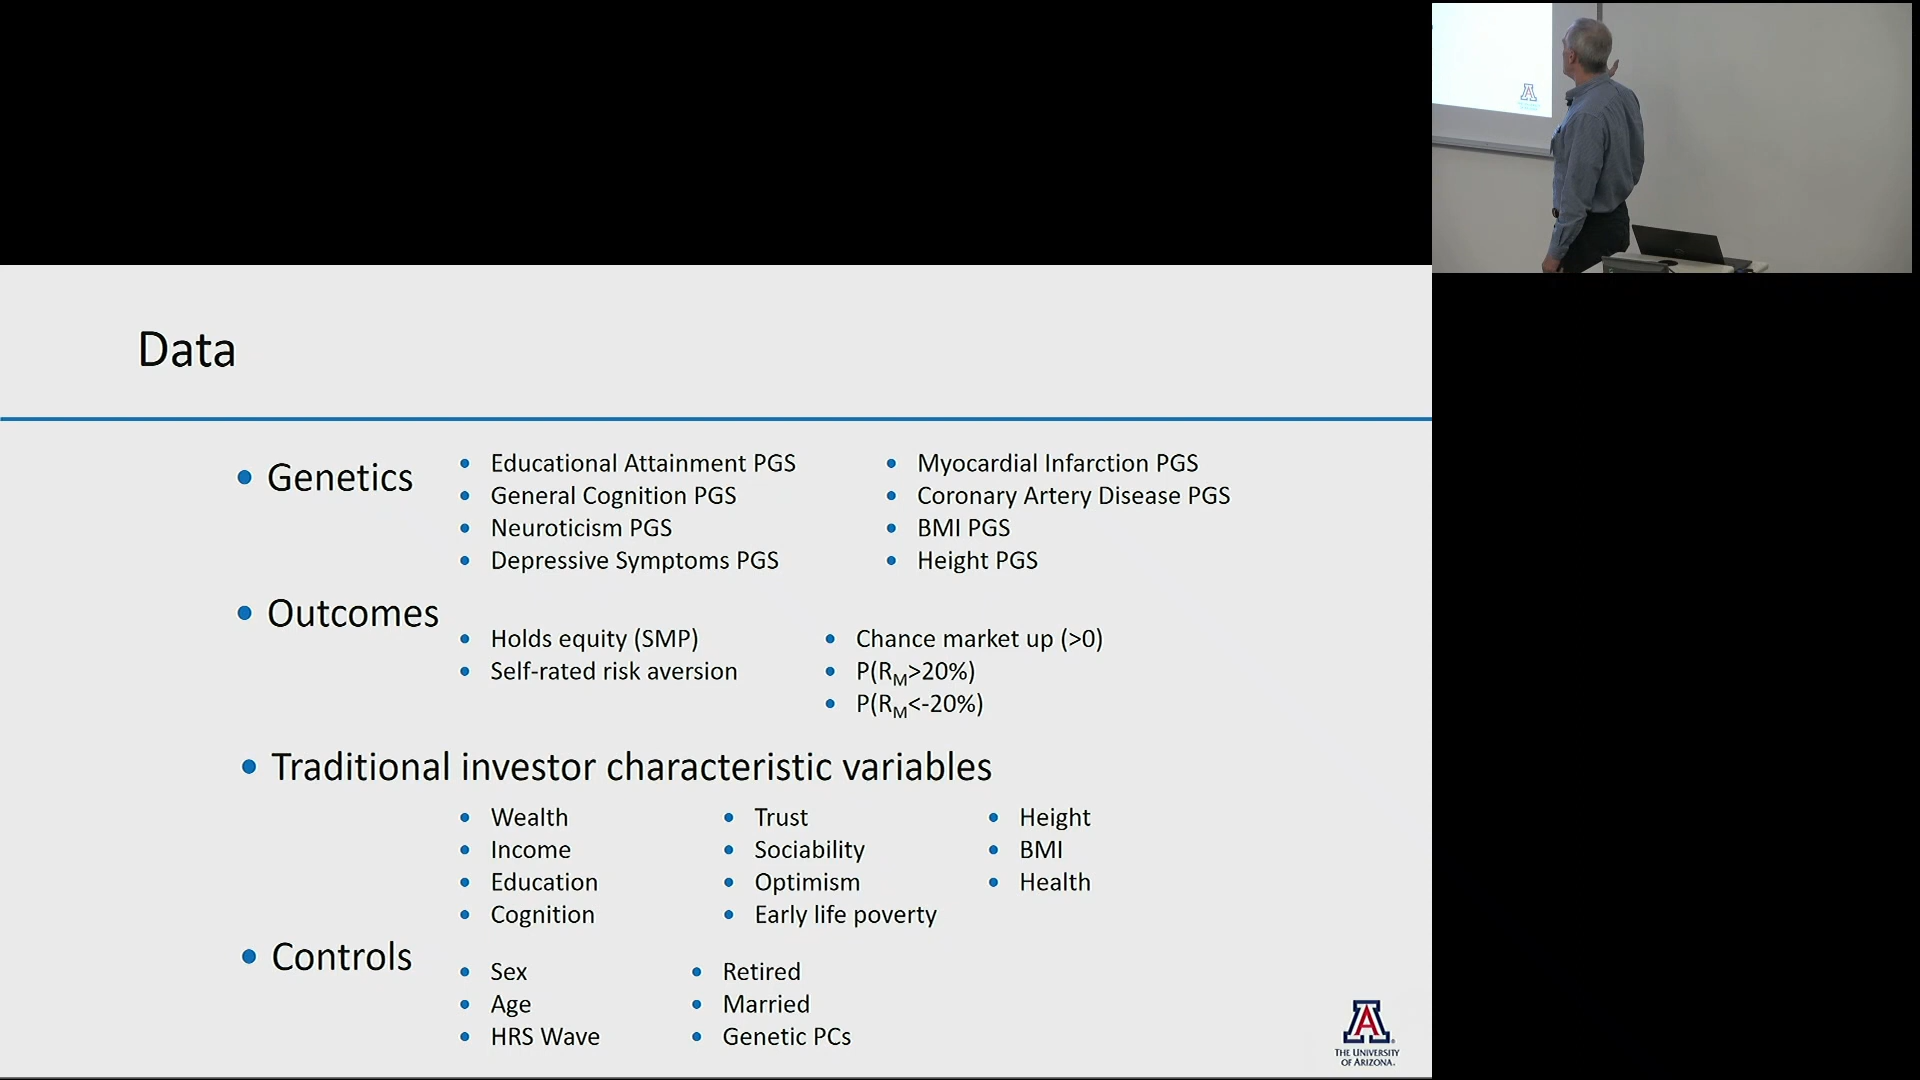 Data
Genetics
Educational Attainment PGS
General Cognition PGS
Neuroticism PGS
Depressive Symptoms PGS
Myocardial Infarction PGS
Coronary Artery Disease PGS
BMI PGS
Height PGS
Outcomes
Holds equity (SMP)
Self-rated risk aversion
Chance market up (>0)
P(RM>20%)
P(RM<-20%)
Traditional investor characteristic variables
Wealth
Income
Education
Cognition
Trust
Sociability
Optimism
Early life poverty
Height
BMI
Health
Controls
Sex
Age
HRS Wave
Retired
Married
Genetic PCs
A
THE UNIVERSITY
OF ARIZONA.
A